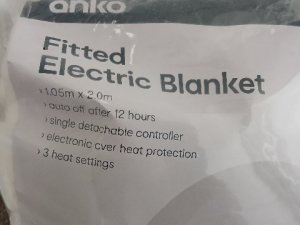 anko
Fitted
Electric Blanket
› 1.05m x 2.0m
› auto off after 12 hours
› single detachable controller
› electronic over heat protection
› 3 heat settings